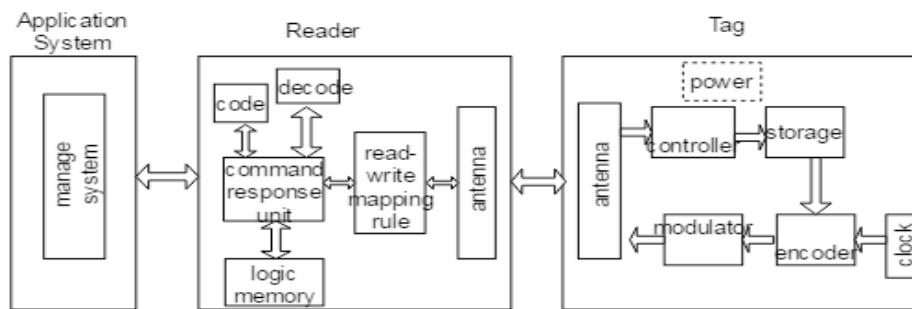 Application
System
Reader
Tag
manage
system
code
decode
command
response
unit
logic
memory
read-
write
mapping
rule
antenna
antenna
power
controlle
storage
modulator
encoder
clock